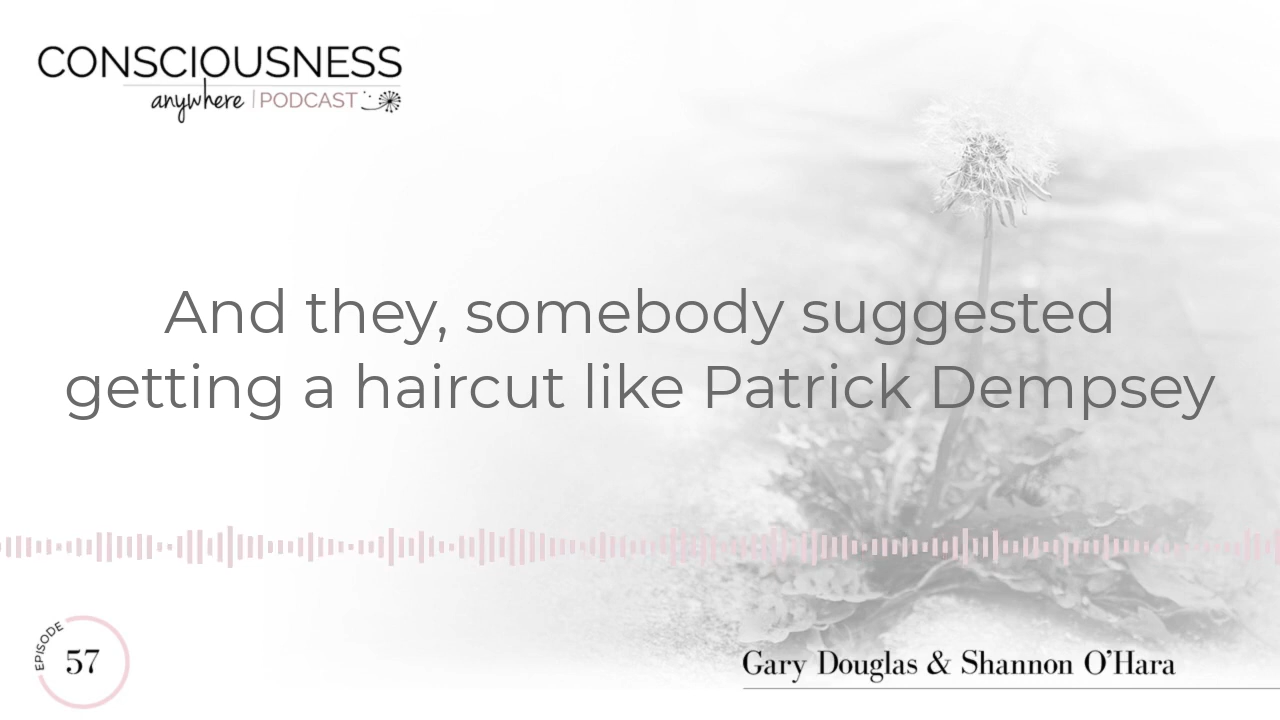 CONSCIOUSNESS
anywhere | PODCAST
And they, somebody suggested
getting a haircut like Patrick Dempsey
EPISODE
57
Gary Douglas & Shannon O'Hara